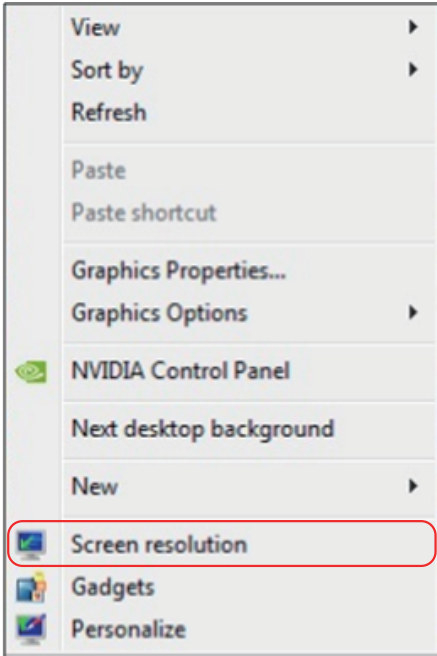 View
Sort by
Refresh
Paste
Paste shortcut
Graphics Properties...
Graphics Options
NVIDIA Control Panel
Next desktop background
New
Screen resolution
Gadgets
Personalize